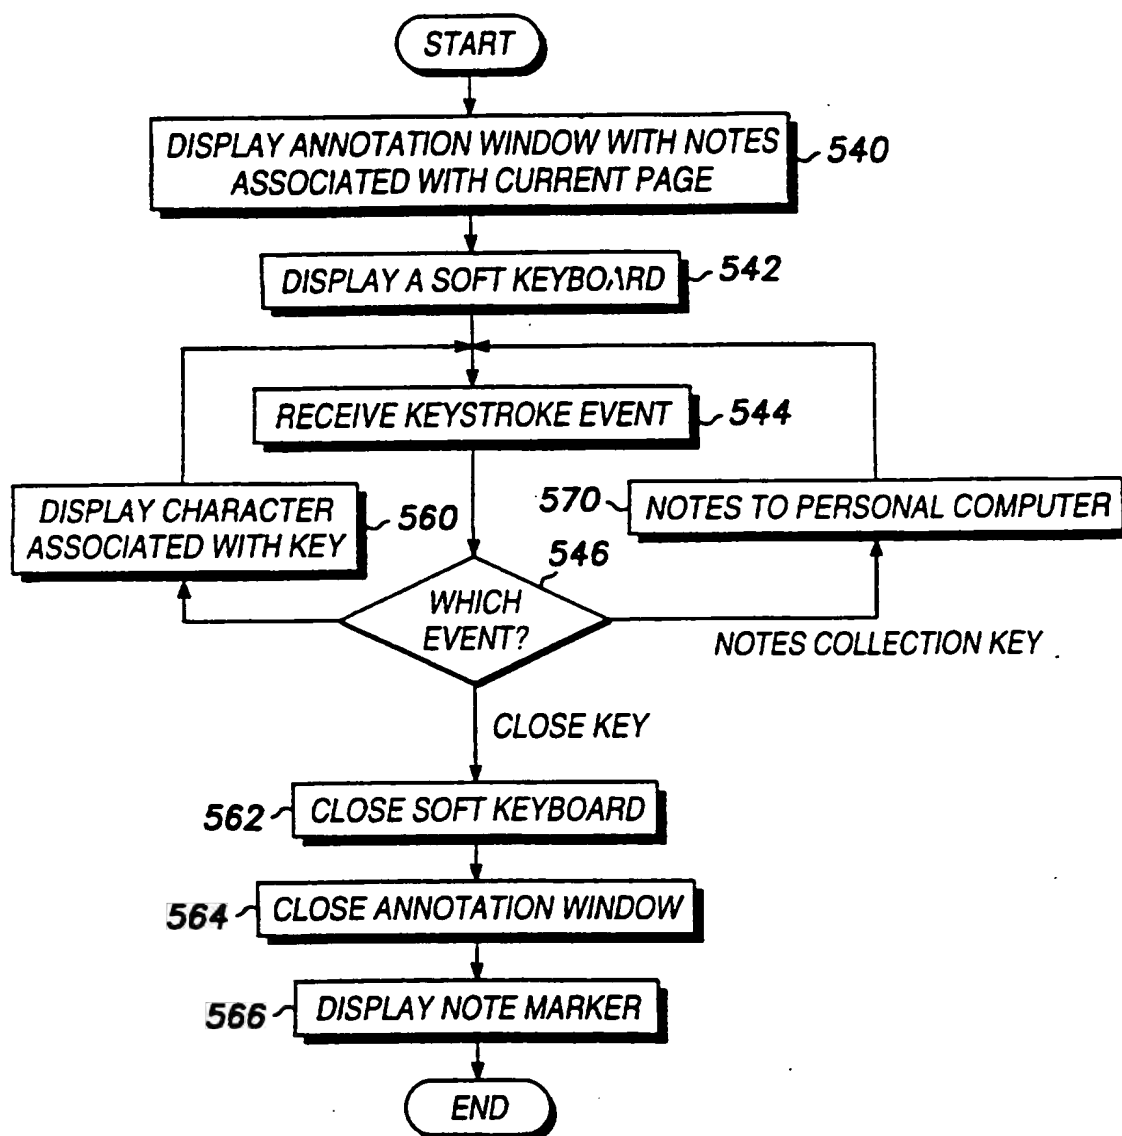 START
DISPLAY ANNOTATION WINDOW WITH NOTES
ASSOCIATED WITH CURRENT PAGE
540
DISPLAY A SOFT KEYBOARD
542
RECEIVE KEYSTROKE EVENT
544
DISPLAY CHARACTER
ASSOCIATED WITH KEY
560
570
NOTES TO PERSONAL COMPUTER
546
WHICH
EVENT?
NOTES COLLECTION KEY
CLOSE KEY
562
CLOSE SOFT KEYBOARD
564
CLOSE ANNOTATION WINDOW
566
DISPLAY NOTE MARKER
END